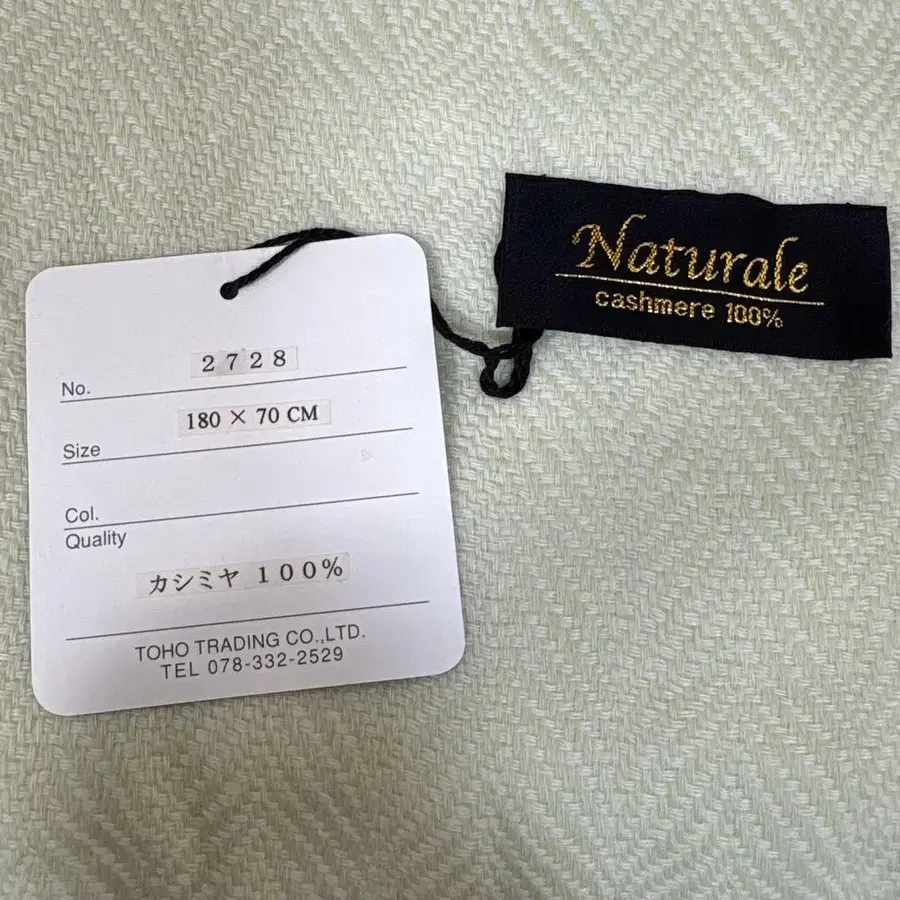 No. 2728
Size 180 × 70 CM
Col.
Quality
カシミヤ 100%
TOHO TRADING CO.,LTD.
TEL 078-332-2529
Naturale
cashmere 100%